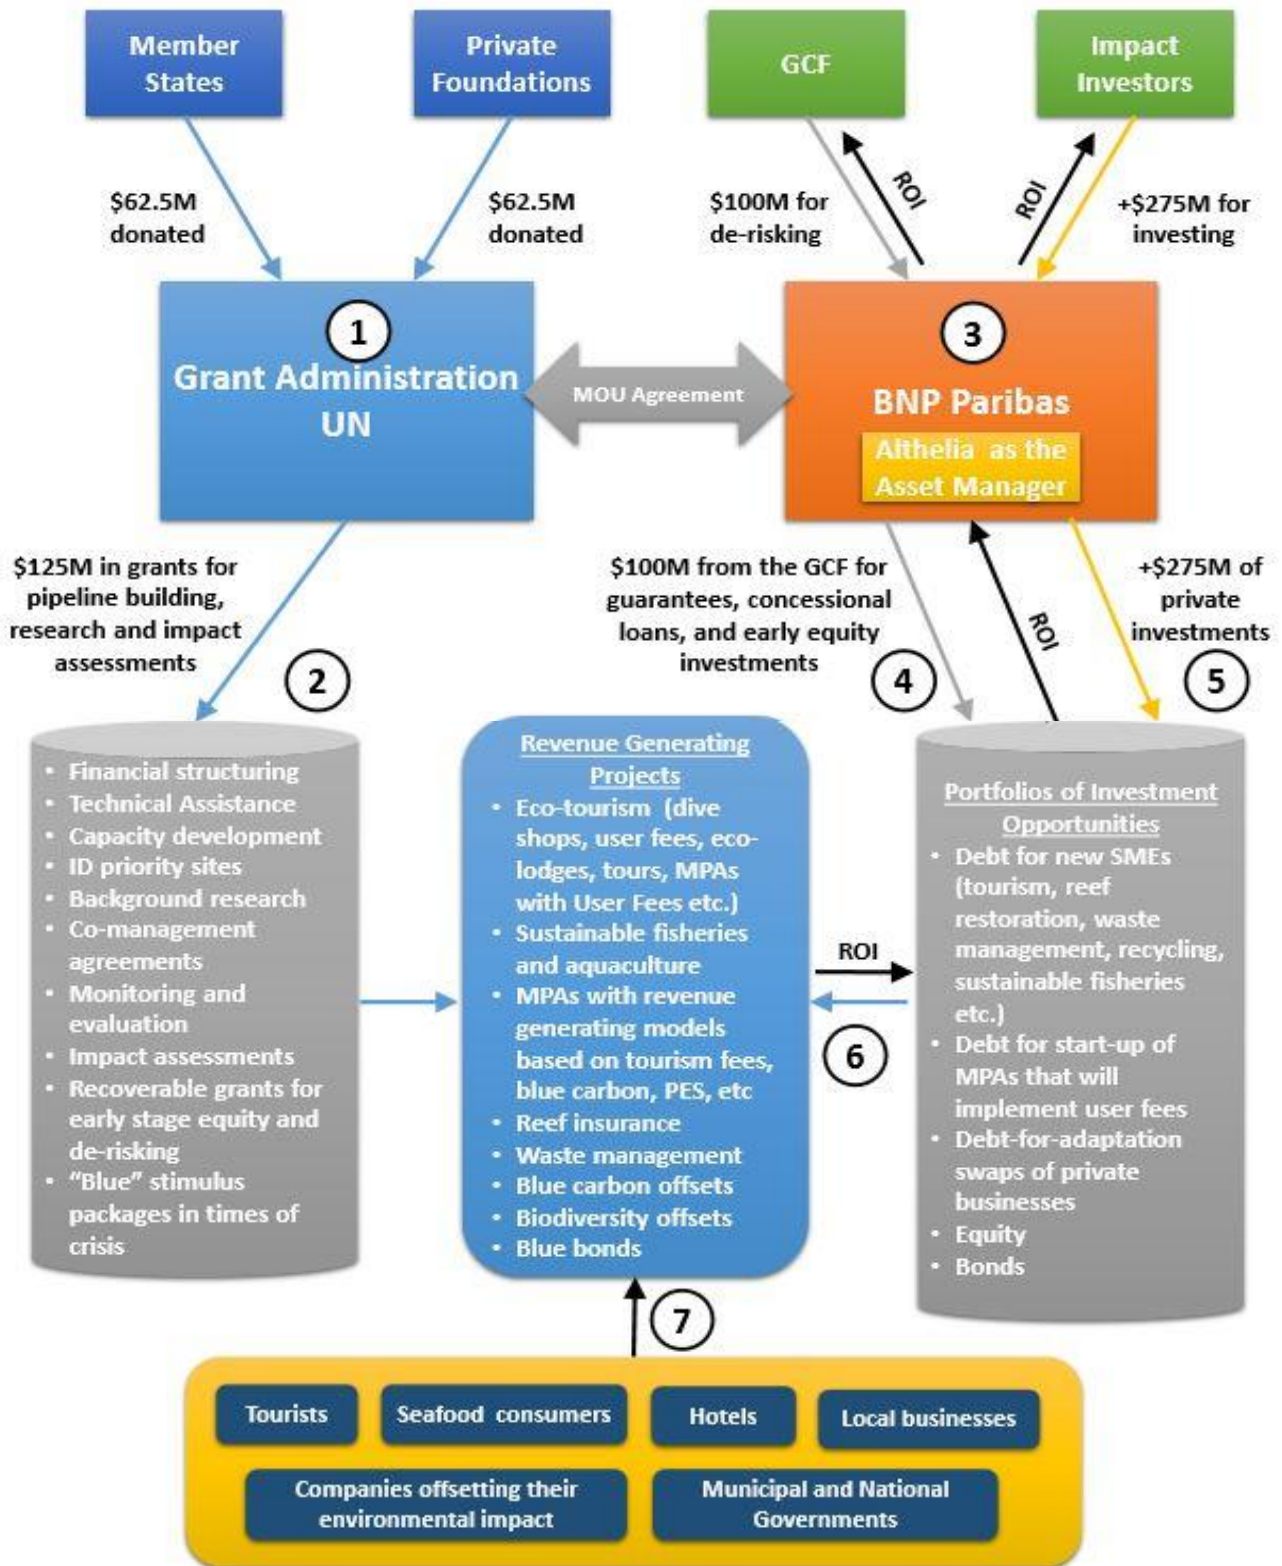 Member
States
Private
Foundations
GCF
Impact
Investors
$62.5M
donated
$62.5M
donated
$100M for
de-risking
ROI
ROI
+$275M for
investing
1
Grant Administration
UN
MOU Agreement
3
BNP Paribas
Althelia as the
Asset Manager
$125M in grants for
pipeline building,
research and impact
assessments
2
$100M from the GCF for
guarantees, concessional
loans, and early equity
investments
4
ROI
+$275M of
private
investments
5
• Financial structuring
• Technical Assistance
• Capacity development
• ID priority sites
• Background research
• Co-management
agreements
• Monitoring and
evaluation
• Impact assessments
• Recoverable grants for
early stage equity and
de-risking
• “Blue” stimulus
packages in times of
crisis
Revenue Generating
Projects
• Eco-tourism (dive
shops, user fees, eco-
lodges, tours, MPAs
with User Fees etc.)
• Sustainable fisheries
and aquaculture
• MPAs with revenue
generating models
based on tourism fees,
blue carbon, PES, etc
• Reef insurance
• Waste management
• Blue carbon offsets
• Biodiversity offsets
• Blue bonds
ROI
6
Portfolios of Investment
Opportunities
• Debt for new SMEs
(tourism, reef
restoration, waste
management, recycling,
sustainable fisheries
etc.)
• Debt for start-up of
MPAs that will
implement user fees
• Debt-for-adaptation
swaps of private
businesses
• Equity
• Bonds
7
Tourists
Seafood consumers
Hotels
Local businesses
Companies offsetting their
environmental impact
Municipal and National
Governments